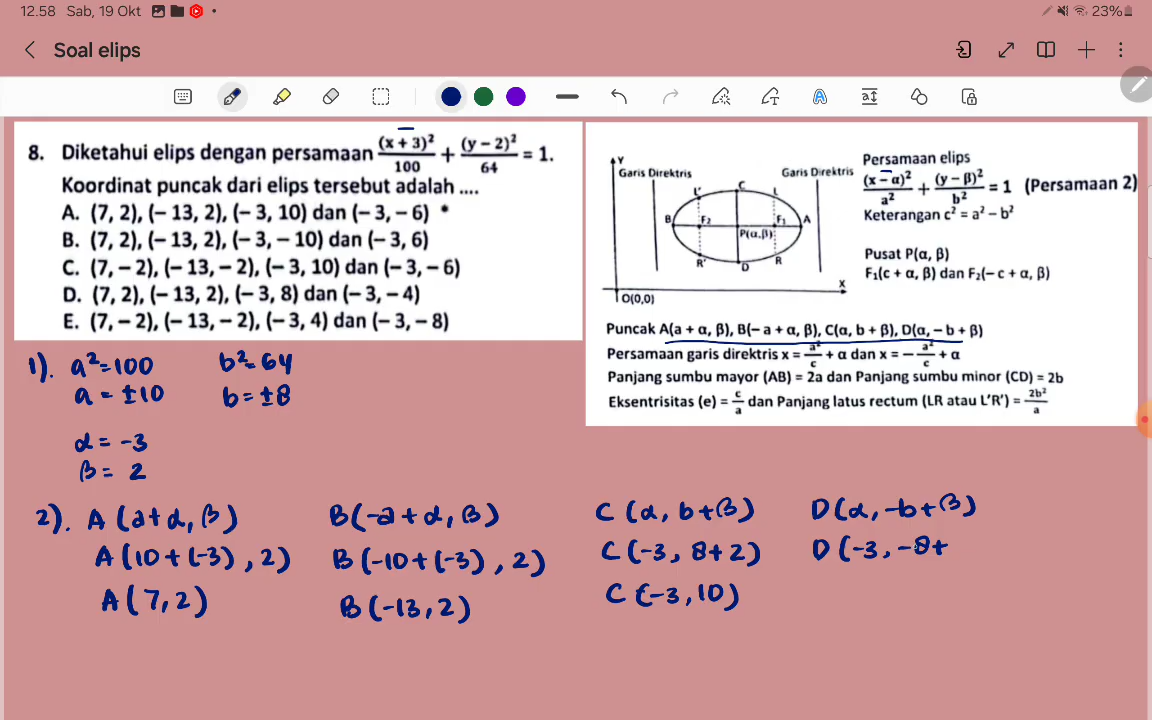 12.58 Sab, 19 Okt
23%
Soal elips
8. Diketahui elips dengan persamaan (x + 3)²/100 + (y − 2)²/64 = 1.
Koordinat puncak dari elips tersebut adalah ....
A. (7, 2), (− 13, 2), (− 3, 10) dan (− 3, − 6) *
B. (7, 2), (− 13, 2), (− 3, − 10) dan (− 3, 6)
C. (7, − 2), (− 13, − 2), (− 3, 10) dan (− 3, − 6)
D. (7, 2), (− 13, 2), (− 3, 8) dan (− 3, − 4)
E. (7, − 2), (− 13, − 2), (− 3, 4) dan (− 3, − 8)
Y
Garis Direktris Garis Direktris
L' C L
B F₂ F₁ A
P(α,β)
R' D R
X
O(0,0)
Persamaan elips
(x − α)²/a² + (y − β)²/b² = 1 (Persamaan 2)
Keterangan c² = a² − b²
Pusat P(α, β)
F₁(c + α, β) dan F₂(− c + α, β)
Puncak A(a + α, β), B(− a + α, β), C(α, b + β), D(α, − b + β)
Persamaan garis direktris x = a²/c + α dan x = − a²/c + α
Panjang sumbu mayor (AB) = 2a dan Panjang sumbu minor (CD) = 2b
Eksentrisitas (e) = c/a dan Panjang latus rectum (LR atau L'R') = 2b²/a
1). a² = 100 b² = 64
a = ±10 b = ±8
α = -3
β = 2
2). A (a+α, β) B(-a + α, β) C (α, b+β) D(α, -b+β)
A (10 + (-3), 2) B (-10 + (-3), 2) C (-3, 8+2) D (-3, -8+
A (7, 2) B (-13, 2) C (-3, 10)